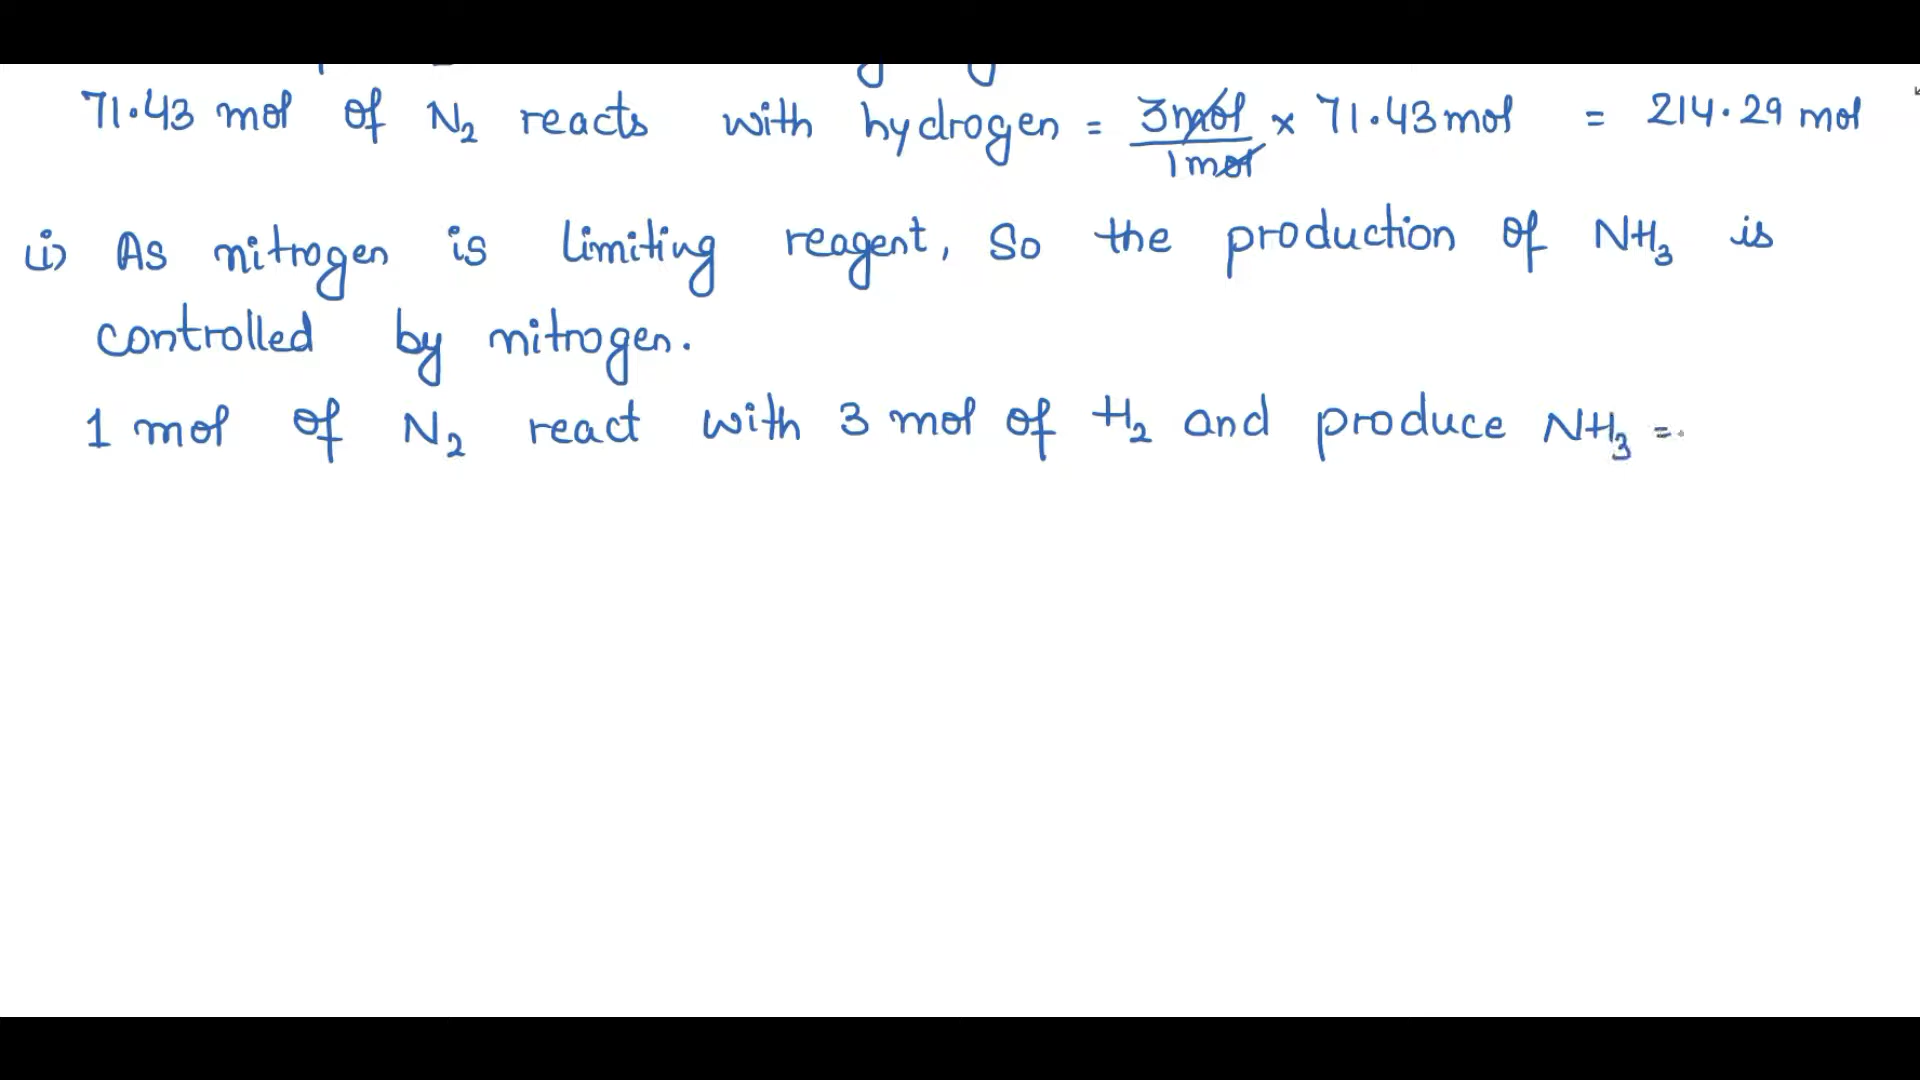 71.43 mol of N₂ reacts with hydrogen = 3mol/1mol × 71.43 mol = 214.29 mol
(i) As nitrogen is limiting reagent, So the production of NH₃ is
controlled by nitrogen.
1 mol of N₂ react with 3 mol of H₂ and produce NH₃ =